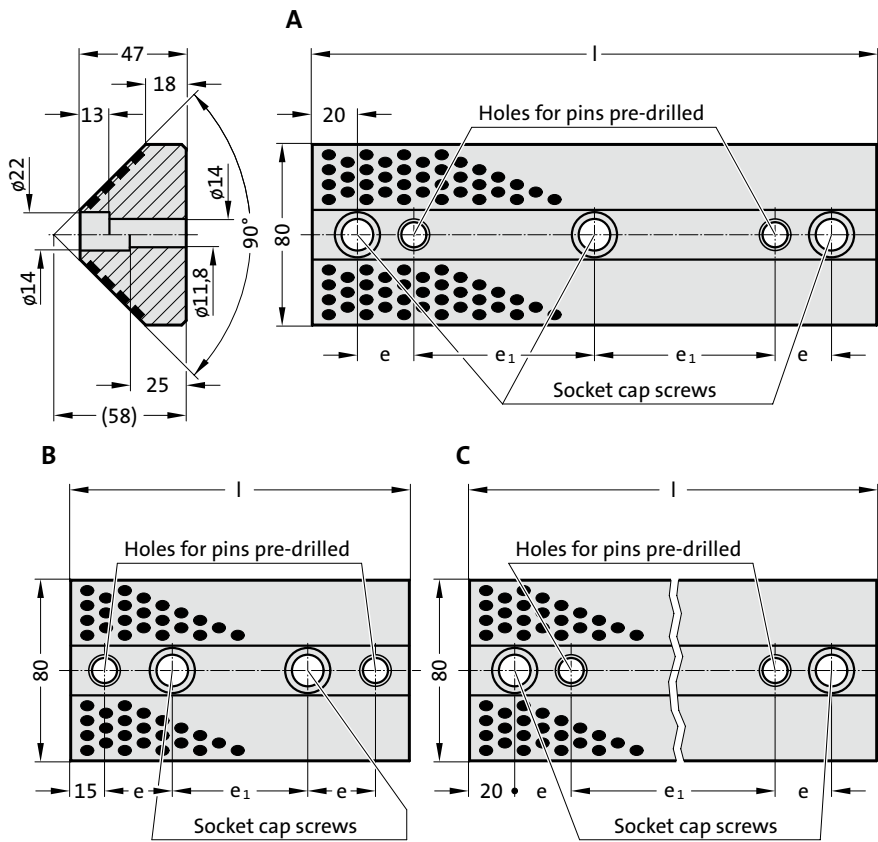 A
47
l
18
13
20
Holes for pins pre-drilled
ø22
ø14
90°
80
ø14
ø11,8
e
e₁
e₁
e
25
Socket cap screws
(58)
B
C
l
l
Holes for pins pre-drilled
Holes for pins pre-drilled
80
80
15
e
e₁
e
20
e
e₁
e
Socket cap screws
Socket cap screws